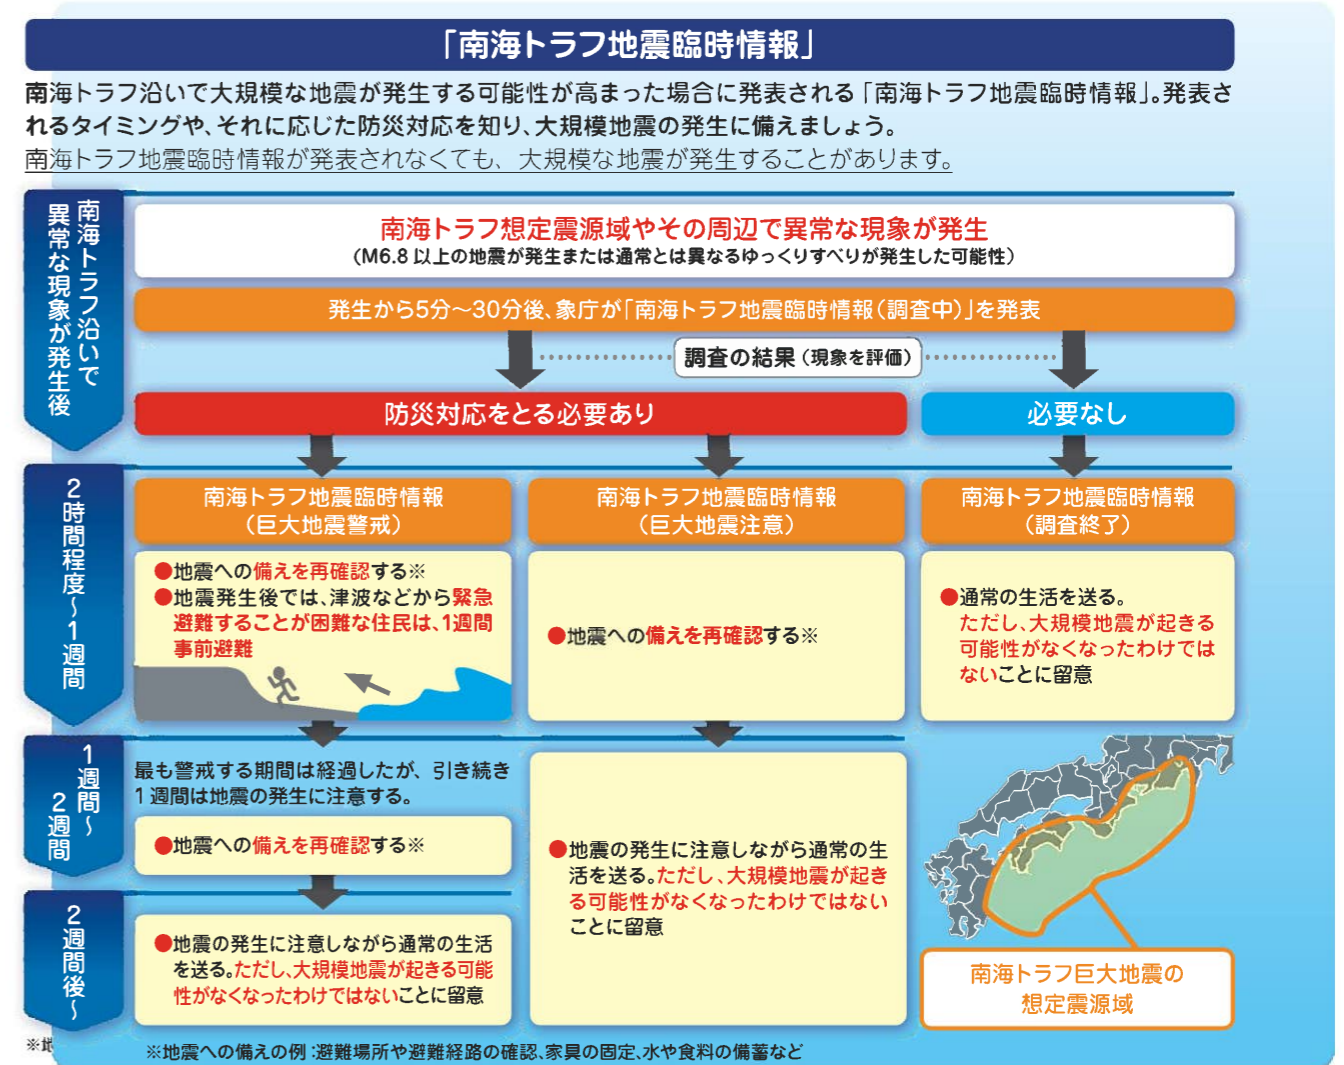 「南海トラフ地震臨時情報」
南海トラフ沿いで大規模な地震が発生する可能性が高まった場合に発表される「南海トラフ地震臨時情報」。発表さ
れるタイミングや、それに応じた防災対応を知り、大規模地震の発生に備えましょう。
南海トラフ地震臨時情報が発表されなくても、大規模な地震が発生することがあります。
南海トラフ沿いで
異常な現象が発生後
南海トラフ想定震源域やその周辺で異常な現象が発生
(M6.8 以上の地震が発生または通常とは異なるゆっくりすべりが発生した可能性)
発生から5分～30分後、象庁が「南海トラフ地震臨時情報(調査中)」を発表
調査の結果(現象を評価)
防災対応をとる必要あり
必要なし
2時間程度～1週間
南海トラフ地震臨時情報
(巨大地震警戒)
●地震への備えを再確認する※
●地震発生後では、津波などから緊急
避難することが困難な住民は、1週間
事前避難
南海トラフ地震臨時情報
(巨大地震注意)
●地震への備えを再確認する※
南海トラフ地震臨時情報
(調査終了)
●通常の生活を送る。
ただし、大規模地震が起きる
可能性がなくなったわけでは
ないことに留意
1週間～
2週間
最も警戒する期間は経過したが、引き続き
1週間は地震の発生に注意する。
●地震への備えを再確認する※
●地震の発生に注意しながら通常の生
活を送る。ただし、大規模地震が起き
る可能性がなくなったわけではない
ことに留意
2週間後～
●地震の発生に注意しながら通常の生活
を送る。ただし、大規模地震が起きる可能
性がなくなったわけではないことに留意
南海トラフ巨大地震の
想定震源域
※地
※地震への備えの例:避難場所や避難経路の確認、家具の固定、水や食料の備蓄など